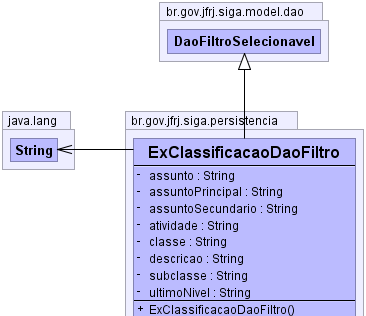 br.gov.jfrj.siga.model.dao
DaoFiltroSelecionavel
java.lang
String
br.gov.jfrj.siga.persistencia
ExClassificacaoDaoFiltro
- assunto : String
- assuntoPrincipal : String
- assuntoSecundario : String
- atividade : String
- classe : String
- descricao : String
- subclasse : String
- ultimoNivel : String
+ ExClassificacaoDaoFiltro()